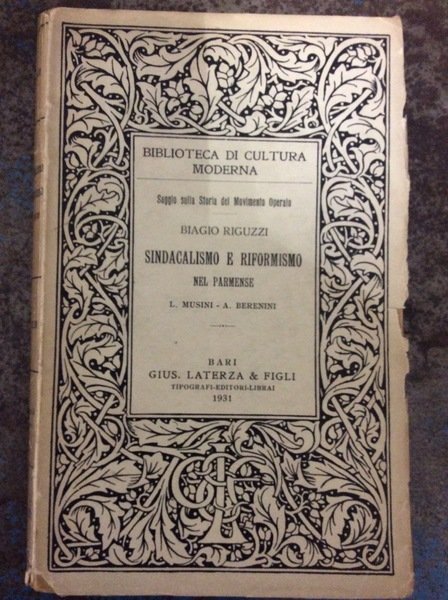 BIBLIOTECA DI CULTURA
MODERNA
Saggio sulla Storia del Movimento Operaio
BIAGIO RIGUZZI
SINDACALISMO E RIFORMISMO
NEL PARMENSE
L. MUSINI - A. BERENINI
BARI
GIUS. LATERZA & FIGLI
TIPOGRAFI-EDITORI-LIBRAI
1931